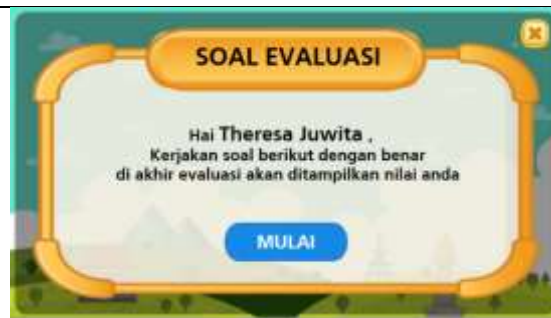 SOAL EVALUASI
Hai Theresa Juwita ,
Kerjakan soal berikut dengan benar
di akhir evaluasi akan ditampilkan nilai anda
MULAI